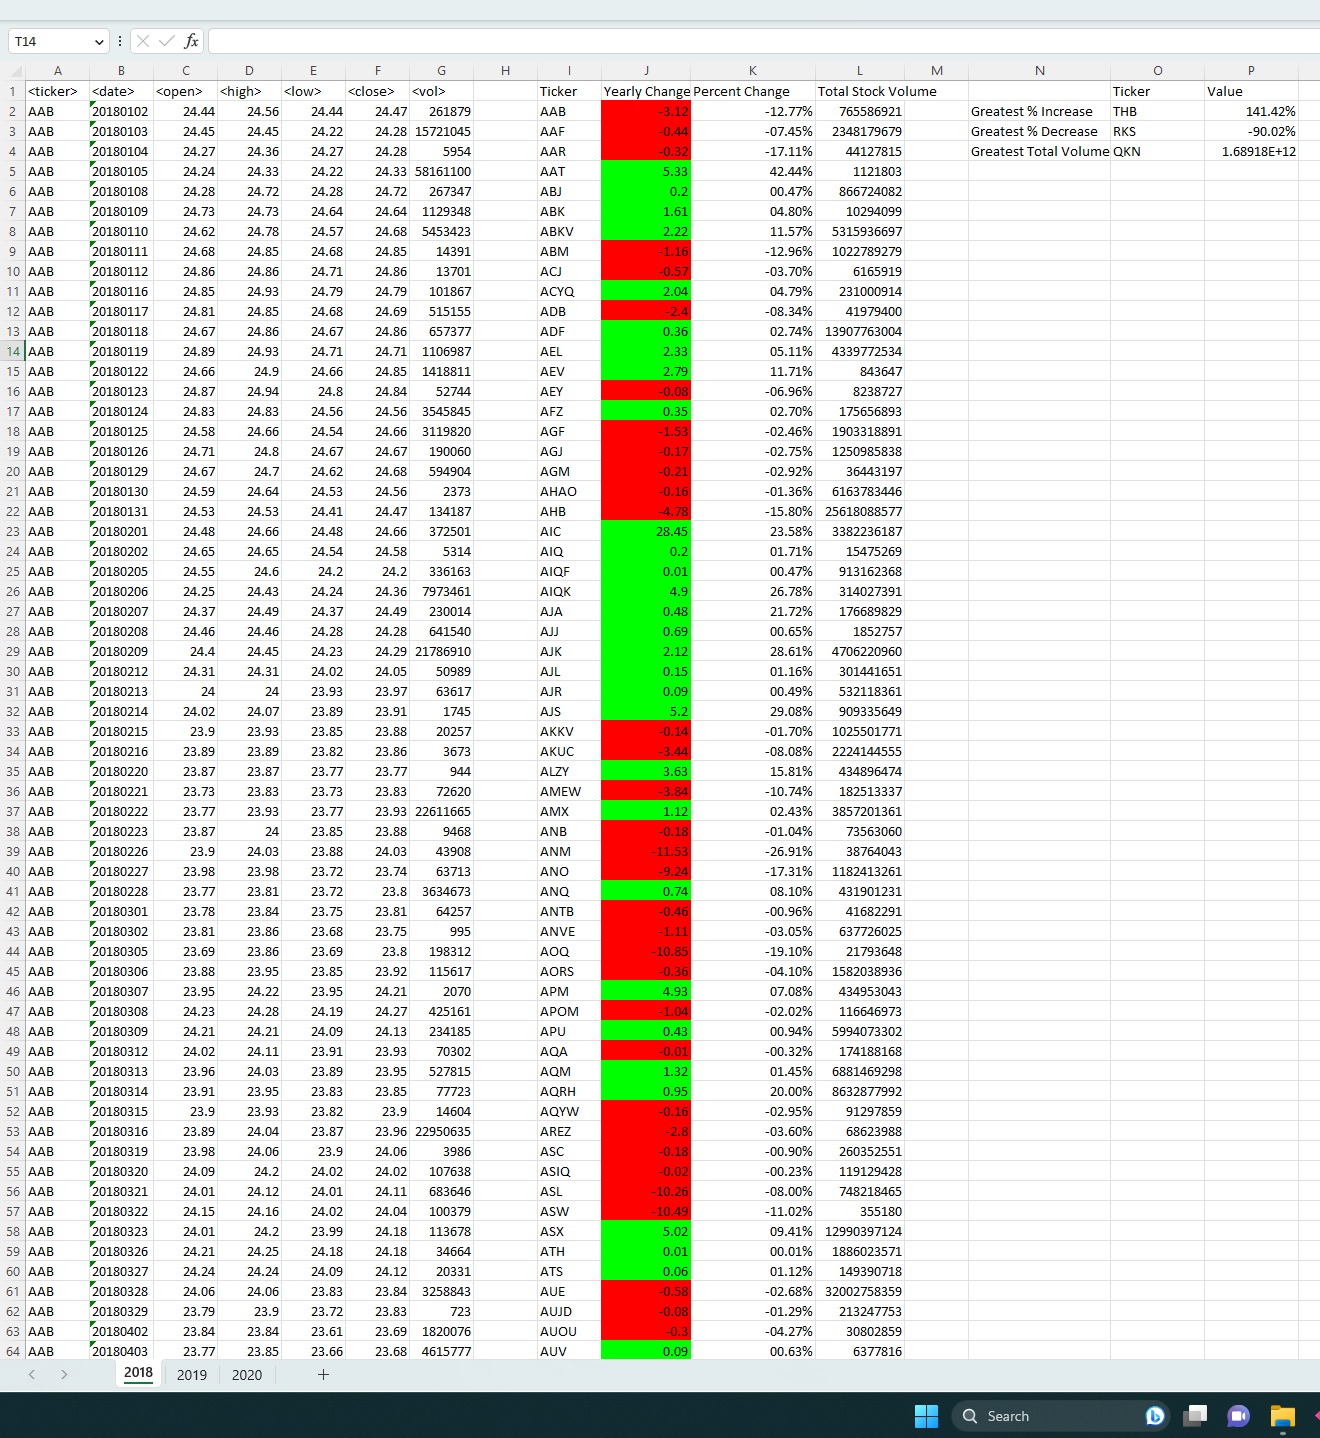 T14 fx
A B C D E F G H I J K L M N O P
1 <ticker> <date> <open> <high> <low> <close> <vol> Ticker Yearly Change Percent Change Total Stock Volume Ticker Value
2 AAB 20180102 24.44 24.56 24.44 24.47 261879 AAB -3.12 -12.77% 765586921 Greatest % Increase THB 141.42%
3 AAB 20180103 24.45 24.45 24.22 24.28 15721045 AAF -0.44 -07.45% 2348179679 Greatest % Decrease RKS -90.02%
4 AAB 20180104 24.27 24.36 24.27 24.28 5954 AAR -0.32 -17.11% 44127815 Greatest Total Volume QKN 1.68918E+12
5 AAB 20180105 24.24 24.33 24.22 24.33 58161100 AAT 5.33 42.44% 1121803
6 AAB 20180108 24.28 24.72 24.28 24.72 267347 ABJ 0.2 00.47% 866724082
7 AAB 20180109 24.73 24.73 24.64 24.64 1129348 ABK 1.61 04.80% 10294099
8 AAB 20180110 24.62 24.78 24.57 24.68 5453423 ABKV 2.22 11.57% 5315936697
9 AAB 20180111 24.68 24.85 24.68 24.85 14391 ABM -1.16 -12.96% 1022789279
10 AAB 20180112 24.86 24.86 24.71 24.86 13701 ACJ -0.57 -03.70% 6165919
11 AAB 20180116 24.85 24.93 24.79 24.79 101867 ACYQ 2.04 04.79% 231000914
12 AAB 20180117 24.81 24.85 24.68 24.69 515155 ADB -2.4 -08.34% 41979400
13 AAB 20180118 24.67 24.86 24.67 24.86 657377 ADF 0.36 02.74% 13907763004
14 AAB 20180119 24.89 24.93 24.71 24.71 1106987 AEL 2.33 05.11% 4339772534
15 AAB 20180122 24.66 24.9 24.66 24.85 1418811 AEV 2.79 11.71% 843647
16 AAB 20180123 24.87 24.94 24.8 24.84 52744 AEY -0.08 -06.96% 8238727
17 AAB 20180124 24.83 24.83 24.56 24.56 3545845 AFZ 0.35 02.70% 175656893
18 AAB 20180125 24.58 24.66 24.54 24.66 3119820 AGF -1.53 -02.46% 1903318891
19 AAB 20180126 24.71 24.8 24.67 24.67 190060 AGJ -0.17 -02.75% 1250985838
20 AAB 20180129 24.67 24.7 24.62 24.68 594904 AGM -0.21 -02.92% 36443197
21 AAB 20180130 24.59 24.64 24.53 24.56 2373 AHAO -0.16 -01.36% 6163783446
22 AAB 20180131 24.53 24.53 24.41 24.47 134187 AHB -4.78 -15.80% 25618088577
23 AAB 20180201 24.48 24.66 24.48 24.66 372501 AIC 28.45 23.58% 3382236187
24 AAB 20180202 24.65 24.65 24.54 24.58 5314 AIQ 0.2 01.71% 15475269
25 AAB 20180205 24.55 24.6 24.2 24.2 336163 AIQF 0.01 00.47% 913162368
26 AAB 20180206 24.25 24.43 24.24 24.36 7973461 AIQK 4.9 26.78% 314027391
27 AAB 20180207 24.37 24.49 24.37 24.49 230014 AJA 0.48 21.72% 176689829
28 AAB 20180208 24.46 24.46 24.28 24.28 641540 AJJ 0.69 00.65% 1852757
29 AAB 20180209 24.4 24.45 24.23 24.29 21786910 AJK 2.12 28.61% 4706220960
30 AAB 20180212 24.31 24.31 24.02 24.05 50989 AJL 0.15 01.16% 301441651
31 AAB 20180213 24 24 23.93 23.97 63617 AJR 0.09 00.49% 532118361
32 AAB 20180214 24.02 24.07 23.89 23.91 1745 AJS 5.2 29.08% 909335649
33 AAB 20180215 23.9 23.93 23.85 23.88 20257 AKKV -0.14 -01.70% 1025501771
34 AAB 20180216 23.89 23.89 23.82 23.86 3673 AKUC -3.44 -08.08% 2224144555
35 AAB 20180220 23.87 23.87 23.77 23.77 944 ALZY 3.63 15.81% 434896474
36 AAB 20180221 23.73 23.83 23.73 23.83 72620 AMEW -3.84 -10.74% 182513337
37 AAB 20180222 23.77 23.93 23.77 23.93 22611665 AMX 1.12 02.43% 3857201361
38 AAB 20180223 23.87 24 23.85 23.88 9468 ANB -0.18 -01.04% 73563060
39 AAB 20180226 23.9 24.03 23.88 24.03 43908 ANM -11.53 -26.91% 38764043
40 AAB 20180227 23.98 23.98 23.72 23.74 63713 ANO -9.24 -17.31% 1182413261
41 AAB 20180228 23.77 23.81 23.72 23.8 3634673 ANQ 0.74 08.10% 431901231
42 AAB 20180301 23.78 23.84 23.75 23.81 64257 ANTB -0.46 -00.96% 41682291
43 AAB 20180302 23.81 23.86 23.68 23.75 995 ANVE -1.11 -03.05% 637726025
44 AAB 20180305 23.69 23.86 23.69 23.8 198312 AOQ -10.85 -19.10% 21793648
45 AAB 20180306 23.88 23.95 23.85 23.92 115617 AORS -0.36 -04.10% 1582038936
46 AAB 20180307 23.95 24.22 23.95 24.21 2070 APM 4.93 07.08% 434953043
47 AAB 20180308 24.23 24.28 24.19 24.27 425161 APOM -1.04 -02.02% 116646973
48 AAB 20180309 24.21 24.21 24.09 24.13 234185 APU 0.43 00.94% 5994073302
49 AAB 20180312 24.02 24.11 23.91 23.93 70302 AQA -0.01 -00.32% 174188168
50 AAB 20180313 23.96 24.03 23.89 23.95 527815 AQM 1.32 01.45% 6881469298
51 AAB 20180314 23.91 23.95 23.83 23.85 77723 AQRH 0.95 20.00% 8632877992
52 AAB 20180315 23.9 23.93 23.82 23.9 14604 AQYW -0.16 -02.95% 91297859
53 AAB 20180316 23.89 24.04 23.87 23.96 22950635 AREZ -2.8 -03.60% 68623988
54 AAB 20180319 23.98 24.06 23.9 24.06 3986 ASC -0.18 -00.90% 260352551
55 AAB 20180320 24.09 24.2 24.02 24.02 107638 ASIQ -0.02 -00.23% 119129428
56 AAB 20180321 24.01 24.12 24.01 24.11 683646 ASL -10.26 -08.00% 748218465
57 AAB 20180322 24.15 24.16 24.02 24.04 100379 ASW -10.49 -11.02% 355180
58 AAB 20180323 24.01 24.2 23.99 24.18 113678 ASX 5.02 09.41% 12990397124
59 AAB 20180326 24.21 24.25 24.18 24.18 34664 ATH 0.01 00.01% 1886023571
60 AAB 20180327 24.24 24.24 24.09 24.12 20331 ATS 0.06 01.12% 149390718
61 AAB 20180328 24.06 24.06 23.83 23.84 3258843 AUE -0.58 -02.68% 32002758359
62 AAB 20180329 23.79 23.9 23.72 23.83 723 AUJD -0.08 -01.29% 213247753
63 AAB 20180402 23.84 23.84 23.61 23.69 1820076 AUOU -0.3 -04.27% 30802859
64 AAB 20180403 23.77 23.85 23.66 23.68 4615777 AUV 0.09 00.63% 6377816
2018 2019 2020 +
Search